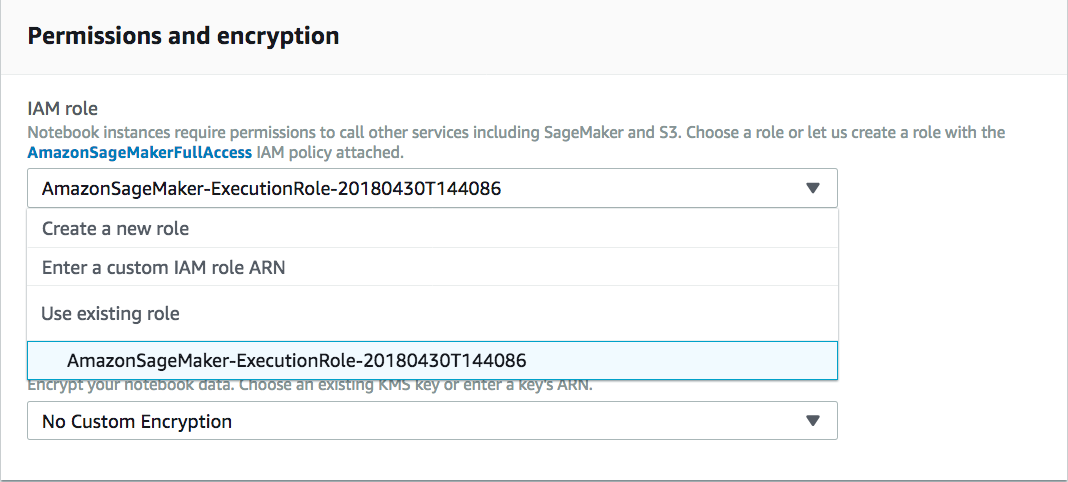 Permissions and encryption
IAM role
Notebook instances require permissions to call other services including SageMaker and S3. Choose a role or let us create a role with the
AmazonSageMakerFullAccess IAM policy attached.
AmazonSageMaker-ExecutionRole-20180430T144086
Create a new role
Enter a custom IAM role ARN
Use existing role
AmazonSageMaker-ExecutionRole-20180430T144086
Encrypt your notebook data. Choose an existing KMS key or enter a key's ARN.
No Custom Encryption